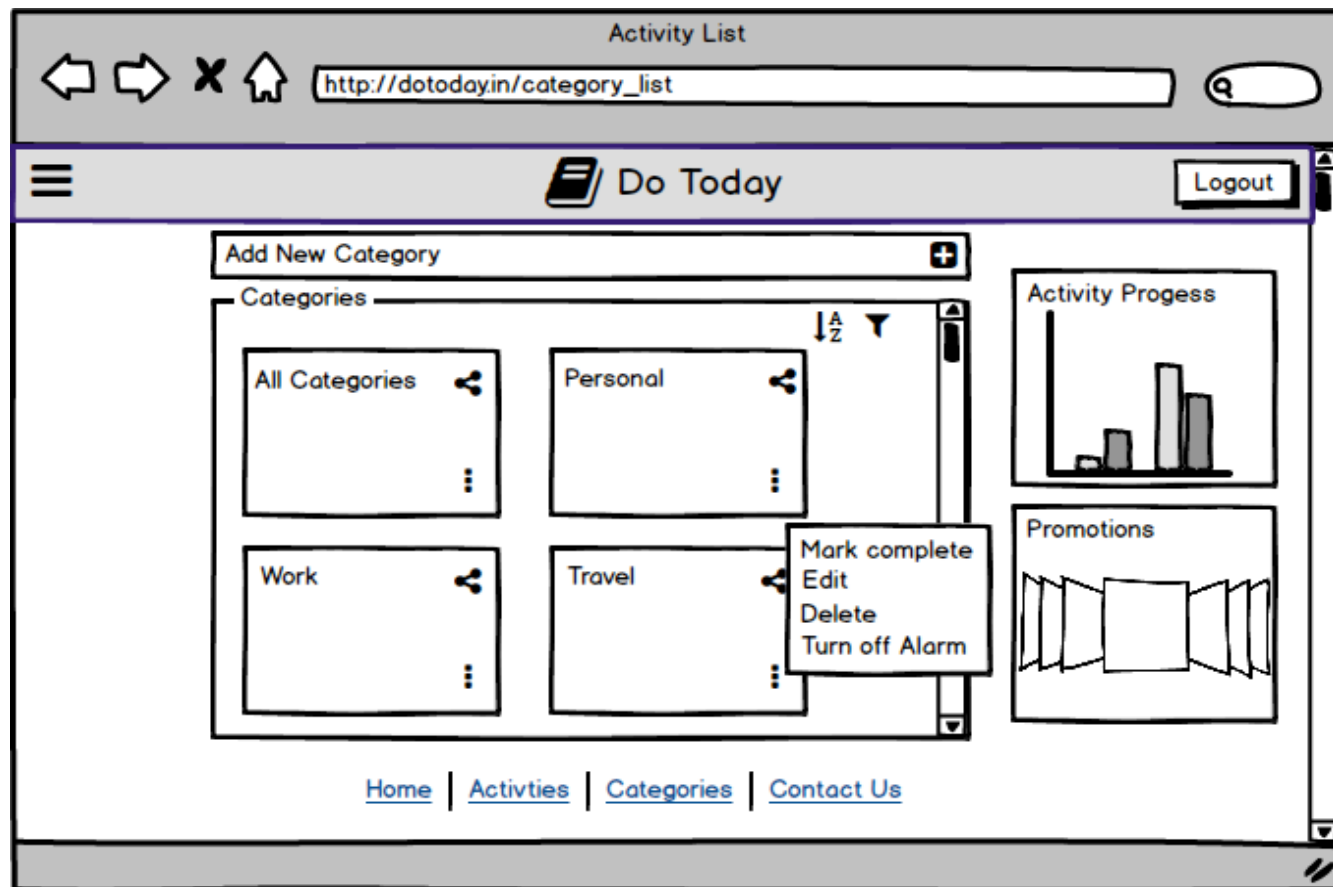 Activity List
http://dotoday.in/category_list
Do Today
Logout
Add New Category
Categories
A
Z
All Categories
Personal
Work
Travel
Mark complete
Edit
Delete
Turn off Alarm
Activity Progess
Promotions
Home
Activties
Categories
Contact Us